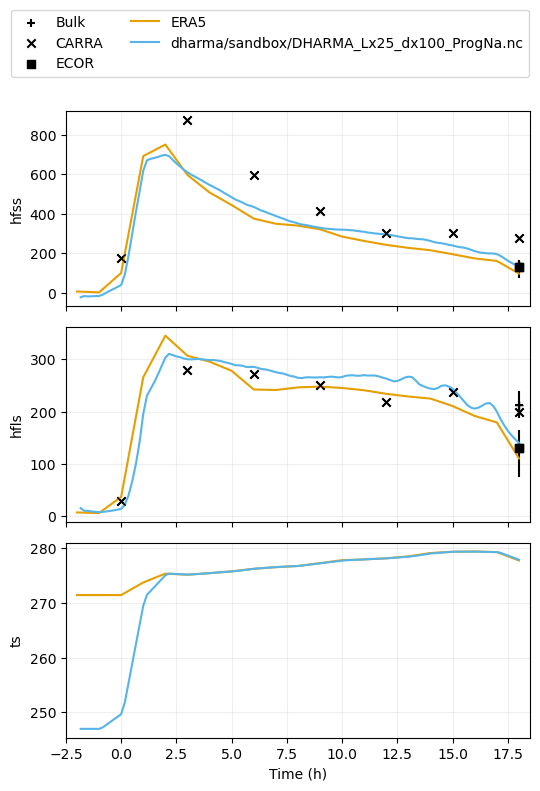 Bulk
CARRA
ECOR
ERA5
dharma/sandbox/DHARMA_Lx25_dx100_ProgNa.nc
800
600
400
200
0
hfss
300
200
100
0
hfls
280
270
260
250
ts
−2.5 0.0 2.5 5.0 7.5 10.0 12.5 15.0 17.5
Time (h)